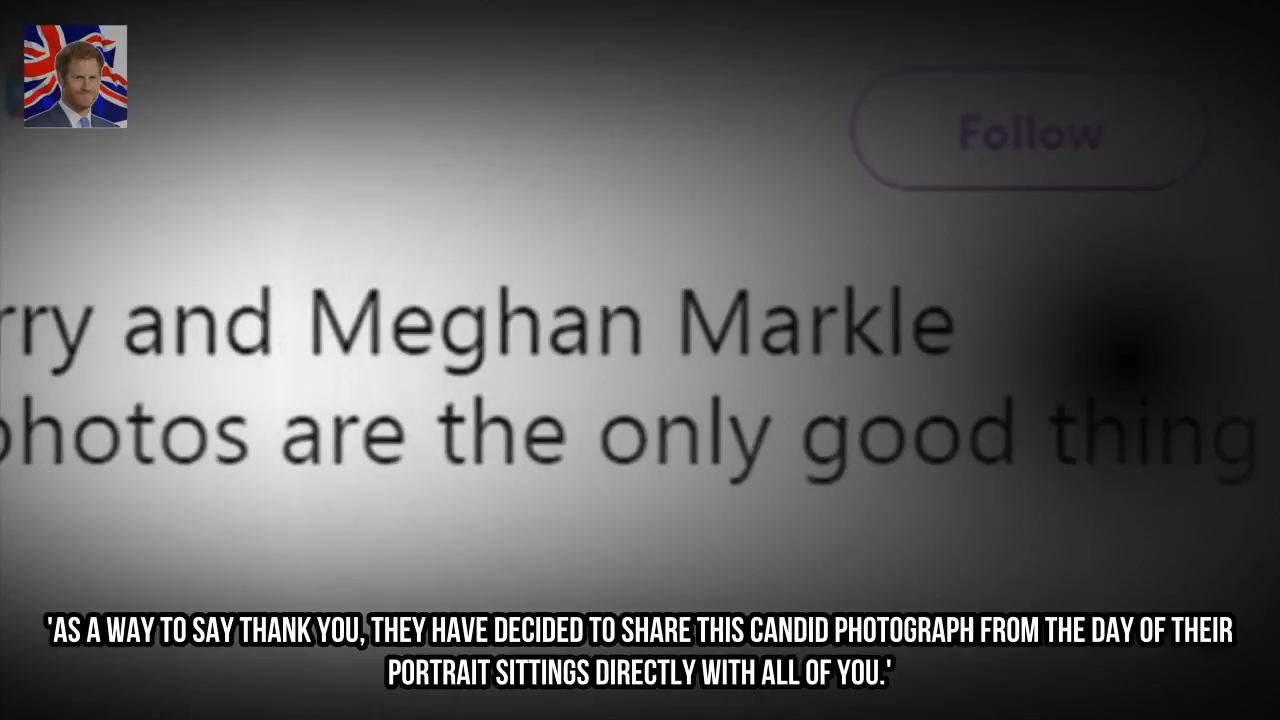 Follow
rry and Meghan Markle
photos are the only good thing
'AS A WAY TO SAY THANK YOU, THEY HAVE DECIDED TO SHARE THIS CANDID PHOTOGRAPH FROM THE DAY OF THEIR
PORTRAIT SITTINGS DIRECTLY WITH ALL OF YOU.'